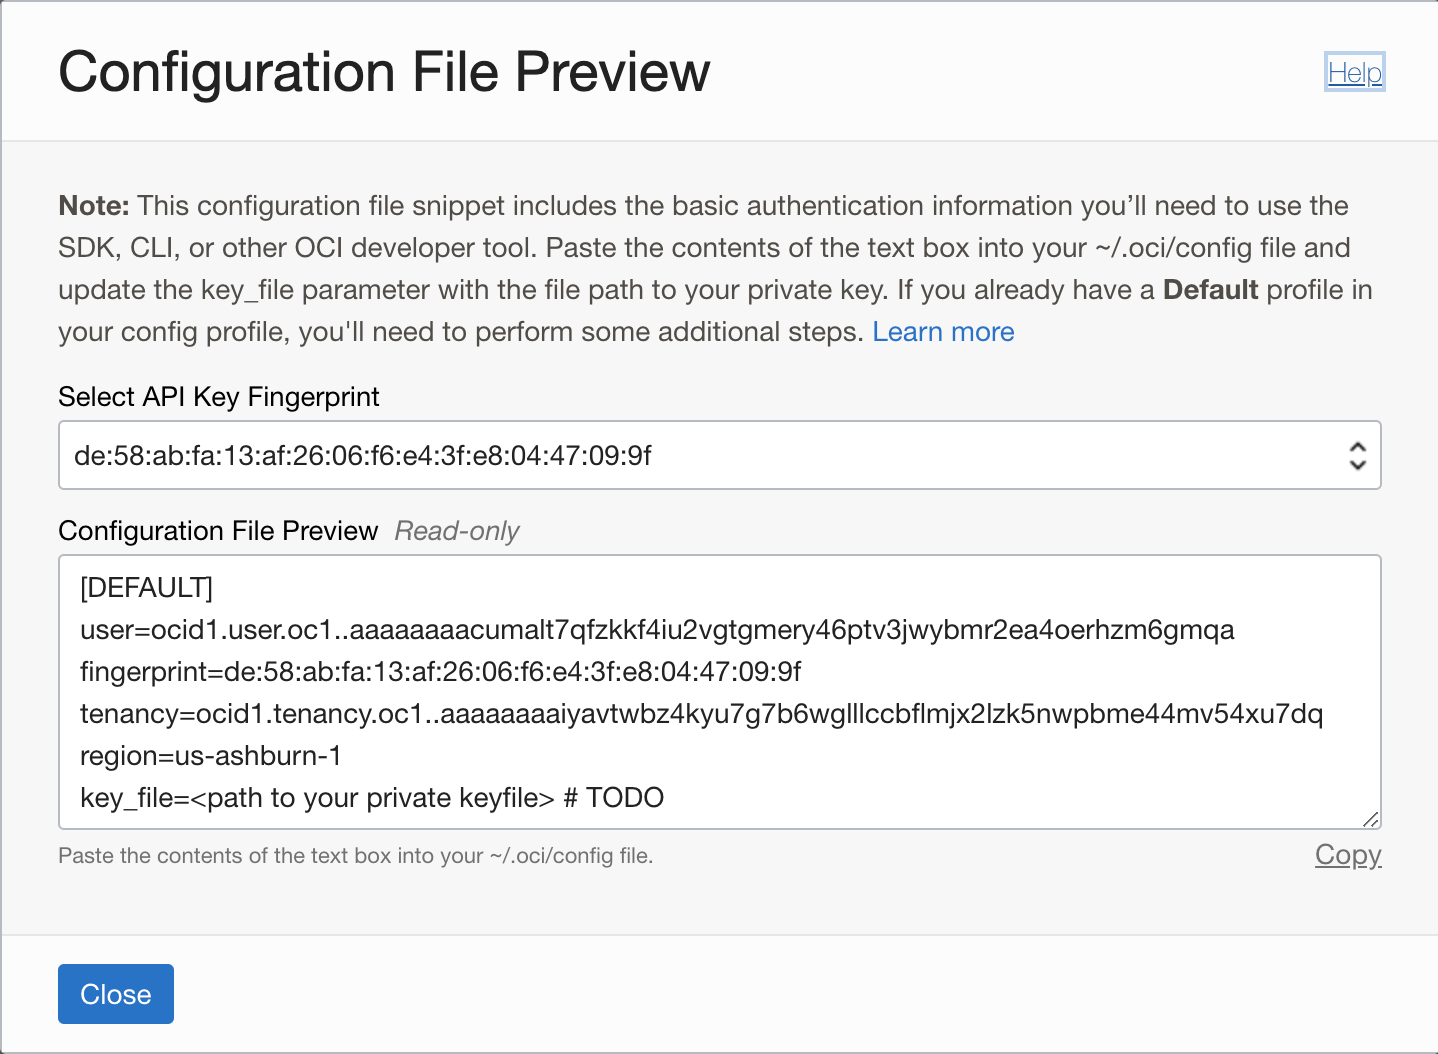 Configuration File Preview
Help
Note: This configuration file snippet includes the basic authentication information you’ll need to use the
SDK, CLI, or other OCI developer tool. Paste the contents of the text box into your ~/.oci/config file and
update the key_file parameter with the file path to your private key. If you already have a Default profile in
your config profile, you'll need to perform some additional steps. Learn more
Select API Key Fingerprint
de:58:ab:fa:13:af:26:06:f6:e4:3f:e8:04:47:09:9f
Configuration File Preview Read-only
[DEFAULT]
user=ocid1.user.oc1..aaaaaaaacumalt7qfzkkf4iu2vgtgmery46ptv3jwybmr2ea4oerhzm6gmqa
fingerprint=de:58:ab:fa:13:af:26:06:f6:e4:3f:e8:04:47:09:9f
tenancy=ocid1.tenancy.oc1..aaaaaaaaiyavtwbz4kyu7g7b6wglllccbflmjx2lzk5nwpbme44mv54xu7dq
region=us-ashburn-1
key_file=<path to your private keyfile> # TODO
Paste the contents of the text box into your ~/.oci/config file.
Copy
Close